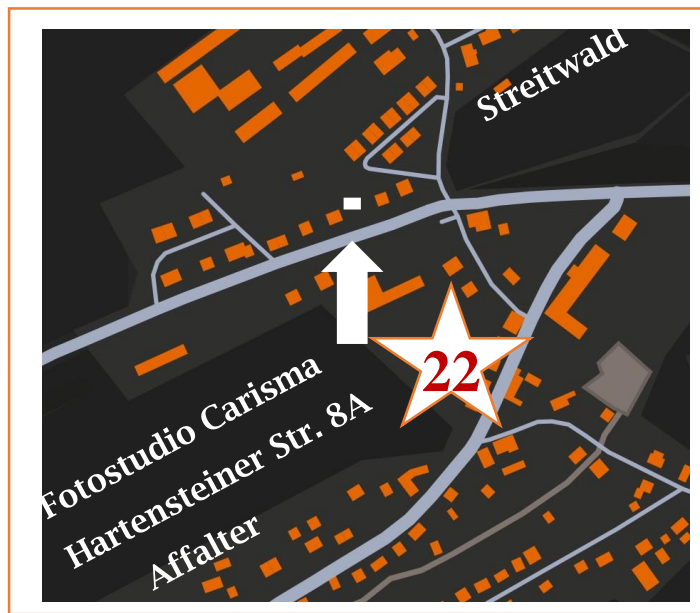 Streitwald
22
Fotostudio Carisma
Hartensteiner Str. 8A
Affalter